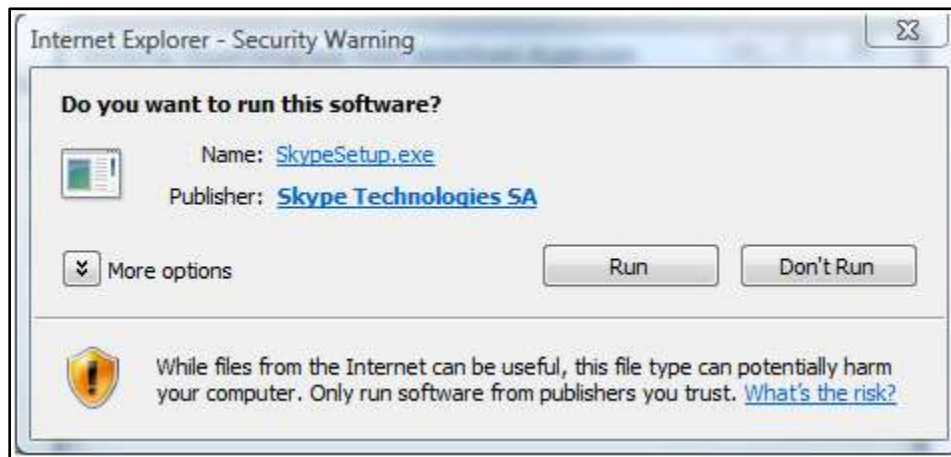 Internet Explorer - Security Warning
Do you want to run this software?
Name: SkypeSetup.exe
Publisher: Skype Technologies SA
More options
Run
Don't Run
While files from the Internet can be useful, this file type can potentially harm
your computer. Only run software from publishers you trust. What's the risk?